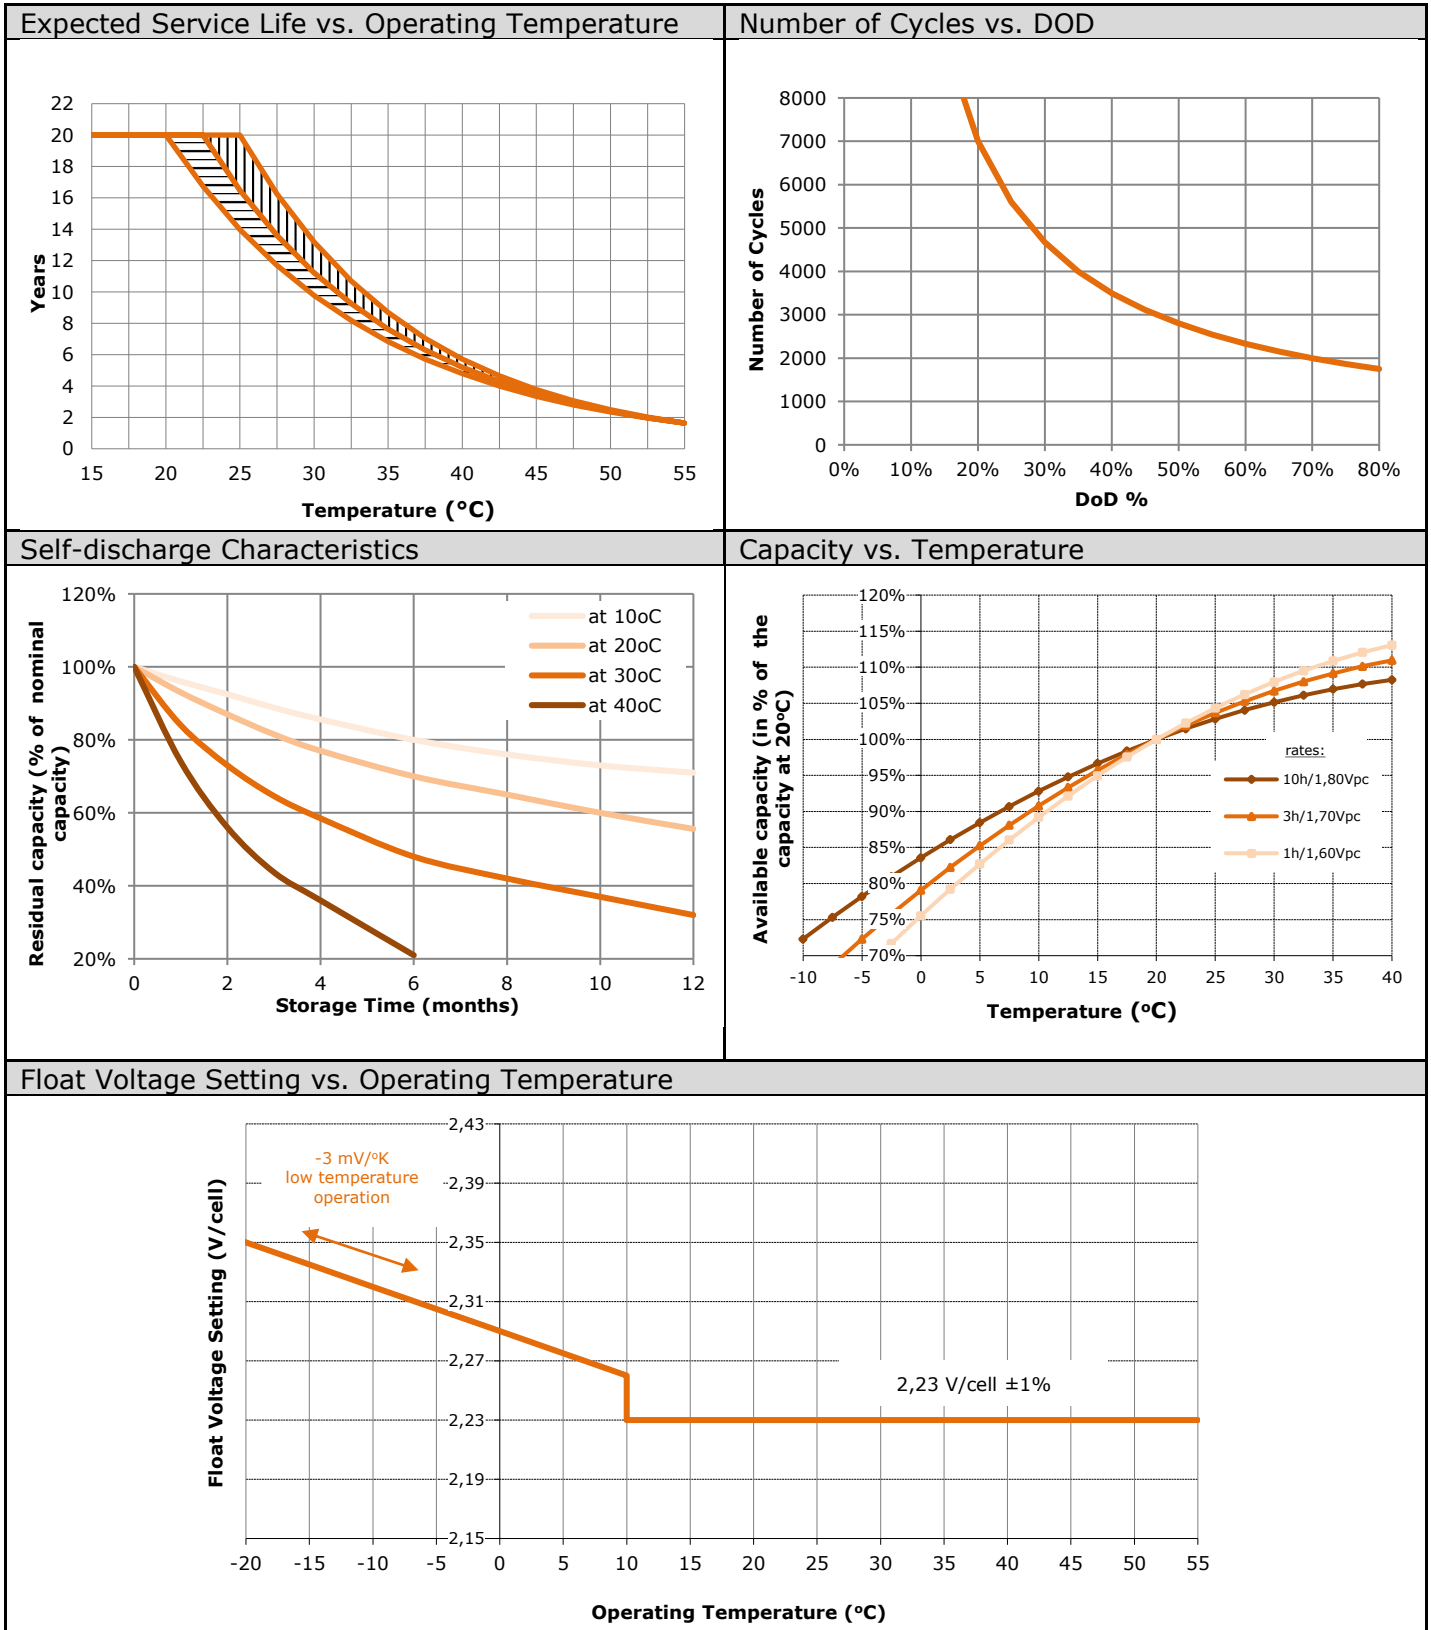 Expected Service Life vs. Operating Temperature
22
20
18
16
14
12
10
8
6
4
2
0
Years
15 20 25 30 35 40 45 50 55
Temperature (°C)
Number of Cycles vs. DOD
8000
7000
6000
5000
4000
3000
2000
1000
0
Number of Cycles
0% 10% 20% 30% 40% 50% 60% 70% 80%
DoD %
Self-discharge Characteristics
120%
100%
80%
60%
40%
20%
Residual capacity (% of nominal
capacity)
at 10oC
at 20oC
at 30oC
at 40oC
0 2 4 6 8 10 12
Storage Time (months)
Capacity vs. Temperature
120%
115%
110%
105%
100%
95%
90%
85%
80%
75%
70%
Available capacity (in % of the
capacity at 20ºC)
rates:
10h/1,80Vpc
3h/1,70Vpc
1h/1,60Vpc
-10 -5 0 5 10 15 20 25 30 35 40
Temperature (ºC)
Float Voltage Setting vs. Operating Temperature
2,43
2,39
2,35
2,31
2,27
2,23
2,19
2,15
Float Voltage Setting (V/cell)
-3 mV/ºK
low temperature
operation
2,23 V/cell ±1%
-20 -15 -10 -5 0 5 10 15 20 25 30 35 40 45 50 55
Operating Temperature (ºC)